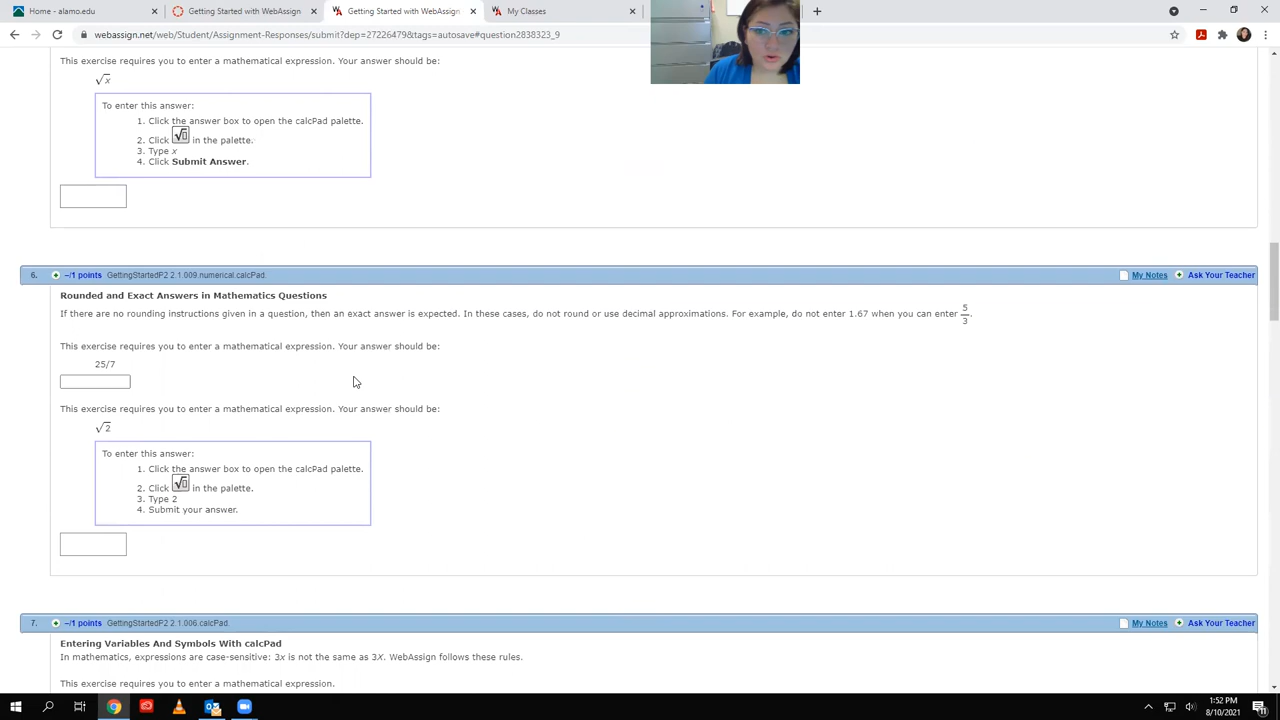 Home - alamo.edu
Getting Started with WebAssign
Getting Started with WebAssign
WA My Classes
webassign.net/web/Student/Assignment-Responses/submit?dep=27226479&tags=autosave#question2838323_9
This exercise requires you to enter a mathematical expression. Your answer should be:
√x
To enter this answer:
1. Click the answer box to open the calcPad palette.
2. Click √▯ in the palette.
3. Type x
4. Click Submit Answer.
6. –/1 points GettingStartedP2 2.1.009.numerical.calcPad. My Notes Ask Your Teacher
Rounded and Exact Answers in Mathematics Questions
If there are no rounding instructions given in a question, then an exact answer is expected. In these cases, do not round or use decimal approximations. For example, do not enter 1.67 when you can enter 5/3.
This exercise requires you to enter a mathematical expression. Your answer should be:
25/7
This exercise requires you to enter a mathematical expression. Your answer should be:
√2
To enter this answer:
1. Click the answer box to open the calcPad palette.
2. Click √▯ in the palette.
3. Type 2
4. Submit your answer.
7. –/1 points GettingStartedP2 2.1.006.calcPad. My Notes Ask Your Teacher
Entering Variables And Symbols With calcPad
In mathematics, expressions are case-sensitive: 3x is not the same as 3X. WebAssign follows these rules.
This exercise requires you to enter a mathematical expression.
1:52 PM
8/10/2021